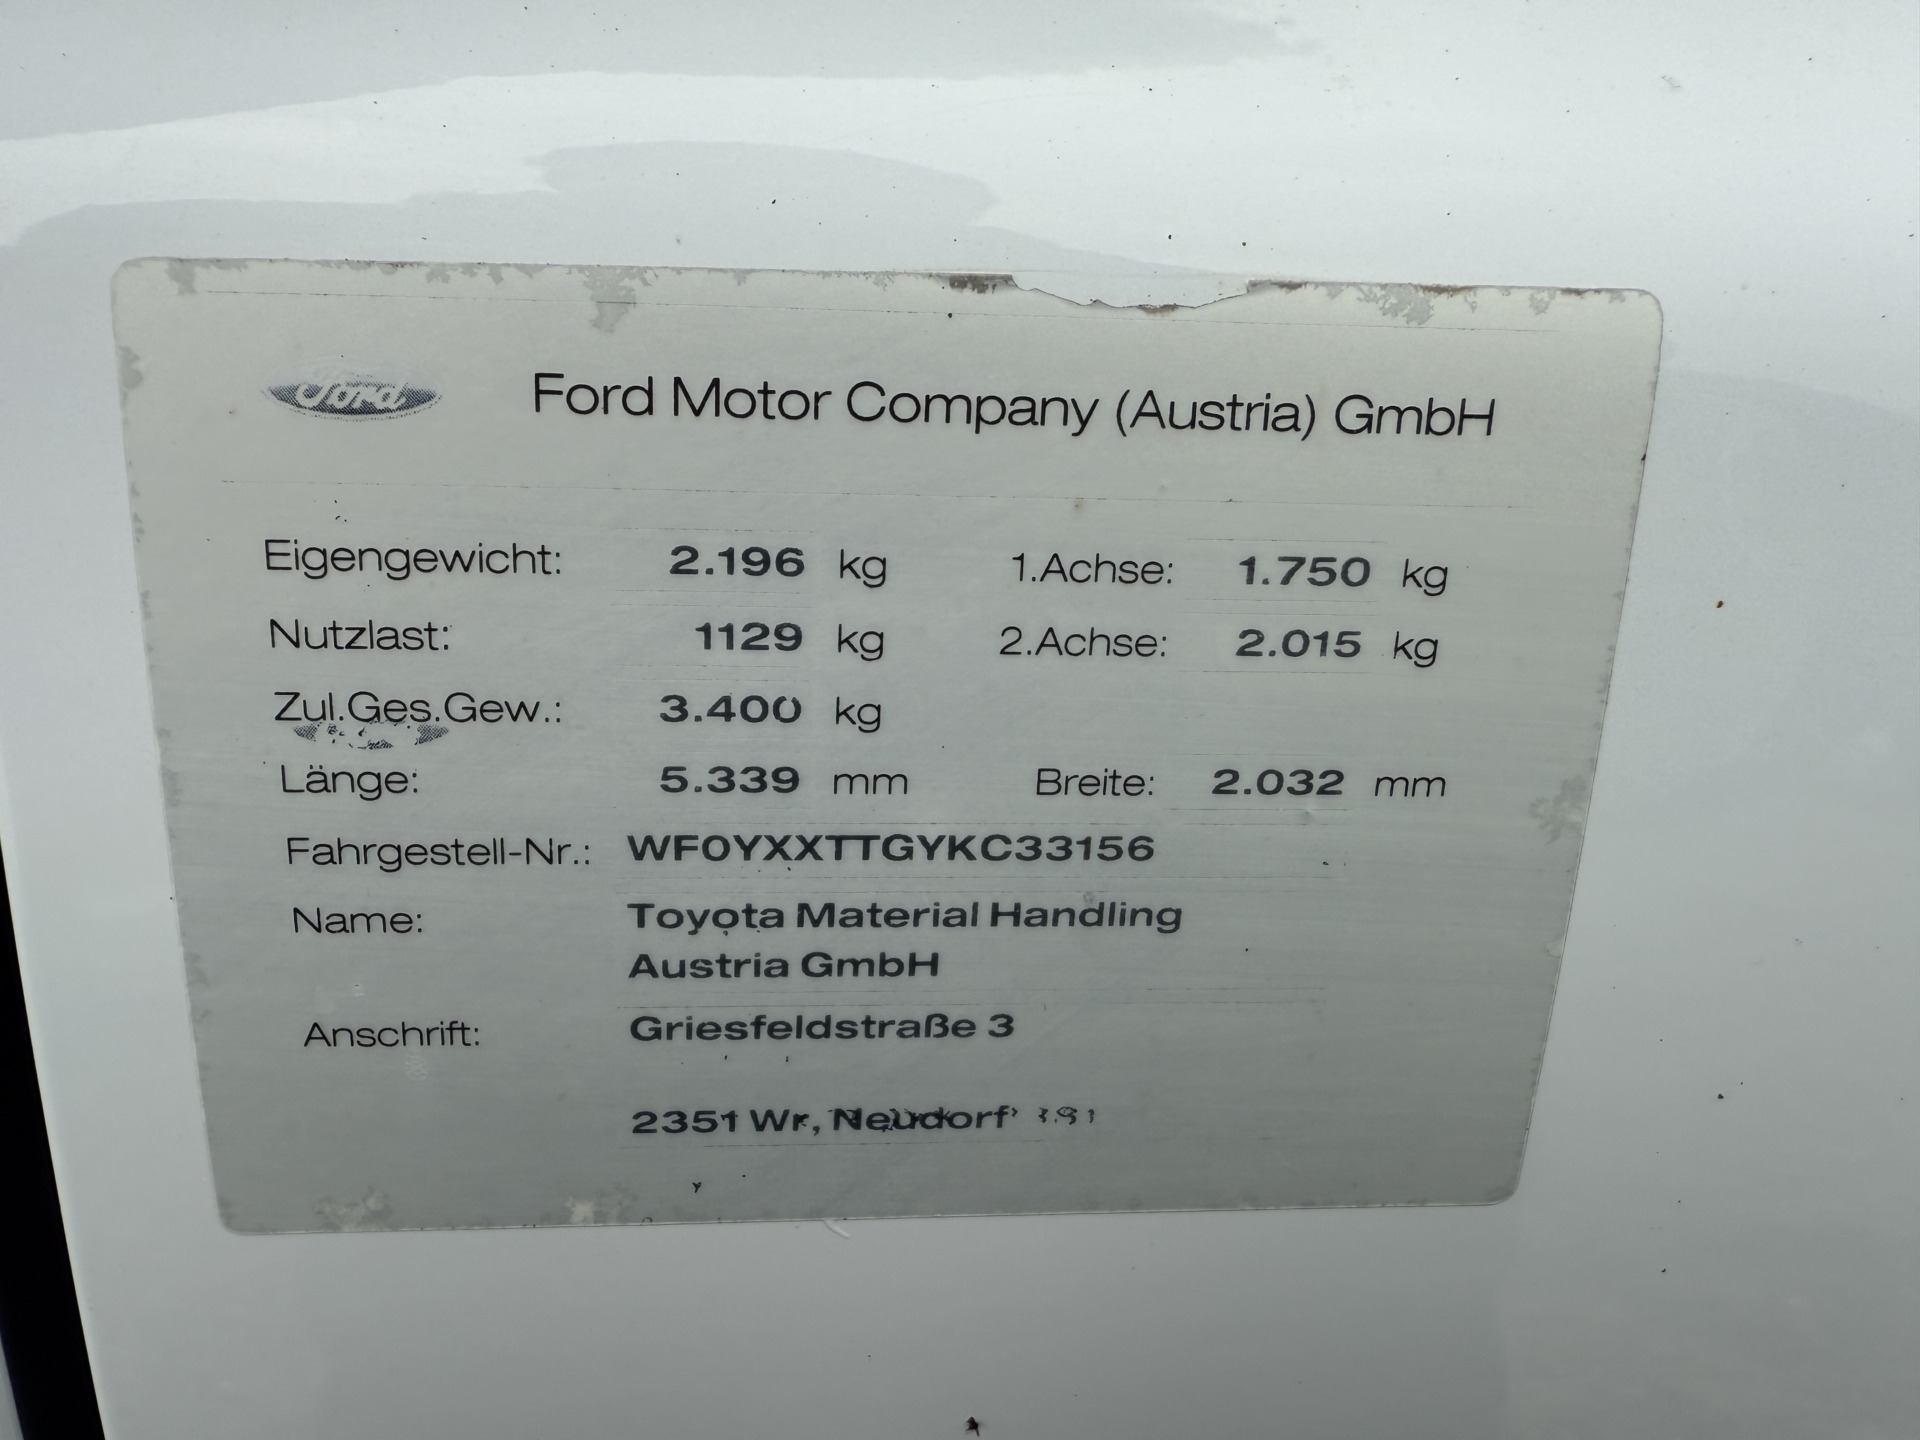 Ford Ford Motor Company (Austria) GmbH
Eigengewicht: 2.196 kg 1.Achse: 1.750 kg
Nutzlast: 1129 kg 2.Achse: 2.015 kg
Zul.Ges.Gew.: 3.400 kg
Länge: 5.339 mm Breite: 2.032 mm
Fahrgestell-Nr.: WF0YXXTTGYKC33156
Name: Toyota Material Handling
Austria GmbH
Anschrift: Griesfeldstraße 3
2351 Wr, Neudorf